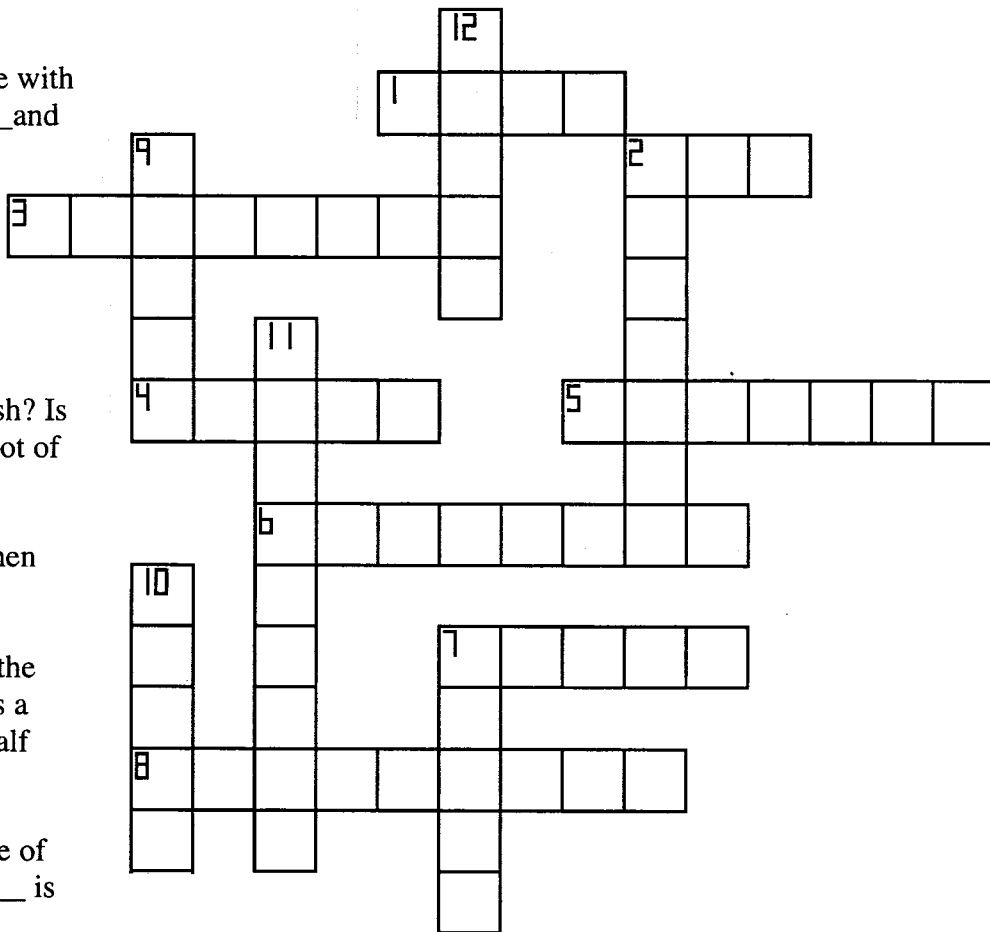 12
e with
1
_and
9
2
3
11
4
5
sh? Is
ot of
6
hen
10
7
the
s a
alf
8
e of
__ is